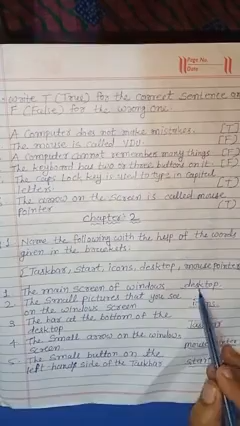 Page No.
Date
Write T (True) for the correct sentence or
F (False) for the wrong one.
A Computer does not make mistakes. [T]
The mouse is called V.D.U. [F]
A Computer cannot remember many things [ ]
The keyboard has two or three buttons on it. [F]
The Caps Lock key is used to type in capital
letters. [T]
The arrow on the screen is called mouse
pointer [T]
Chapter 2
1 Name the following with the help of the words
given in the brackets:
[Taskbar, start, icons, desktop, mouse pointer
1 The main screen of windows desktop.
2 The Small pictures that you see
on the windows screen icons.
3 The bar at the bottom of the
desktop Taskbar
4 The Small arrow on the windows
screen. mouse pointer
5 The Small button on the
left hand side of the Taskbar start